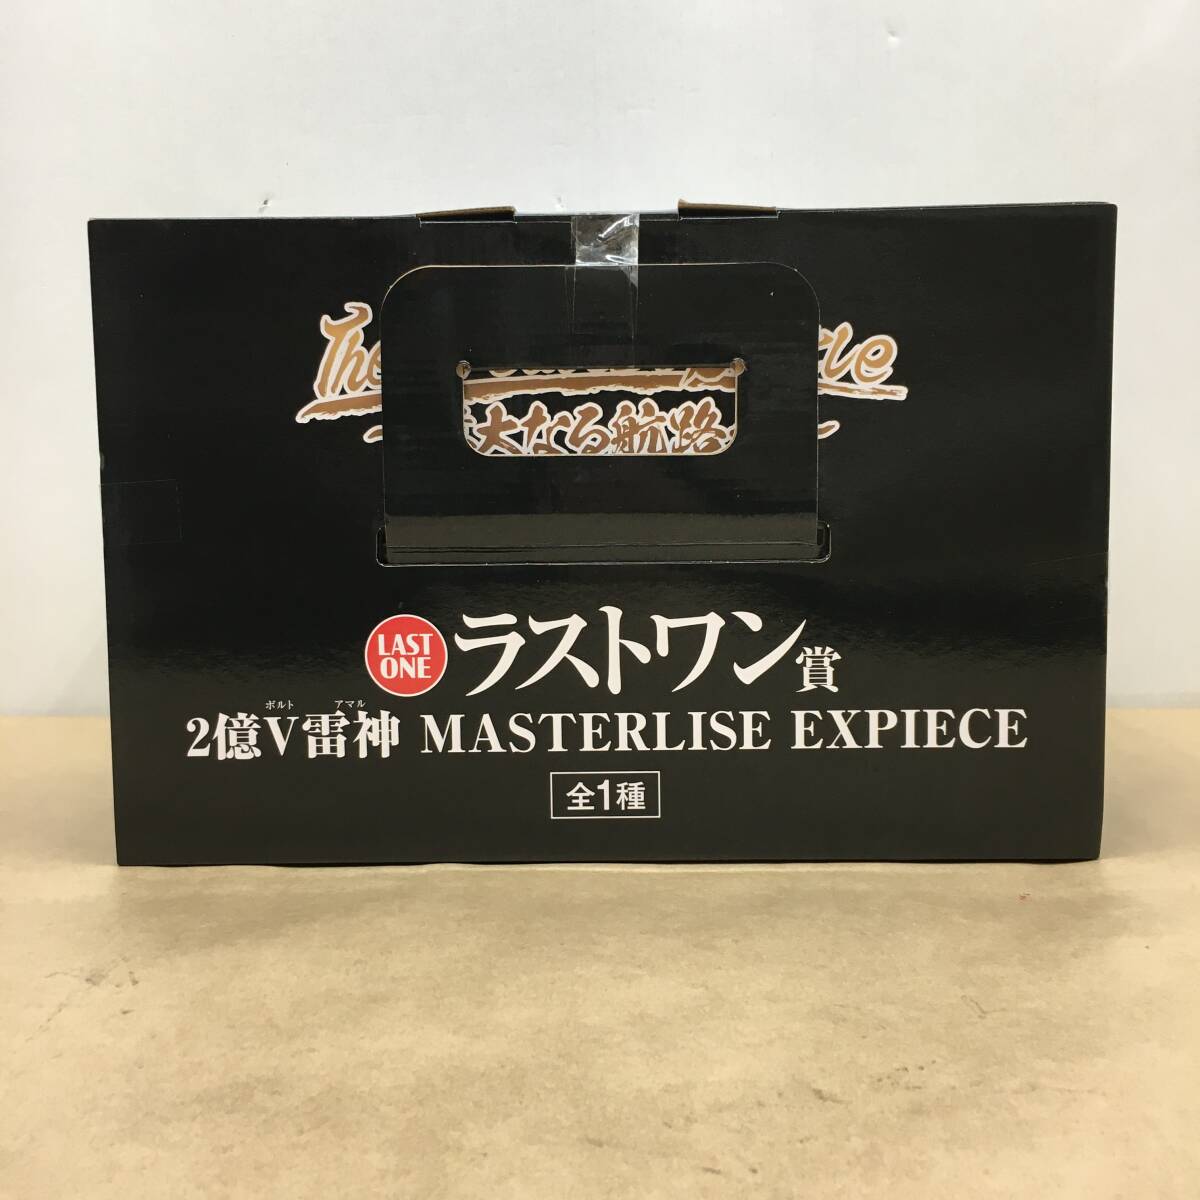 The
大なる航路
LAST ONE ラストワン賞
ボルト アマル
2億V雷神 MASTERLISE EXPIECE
全1種